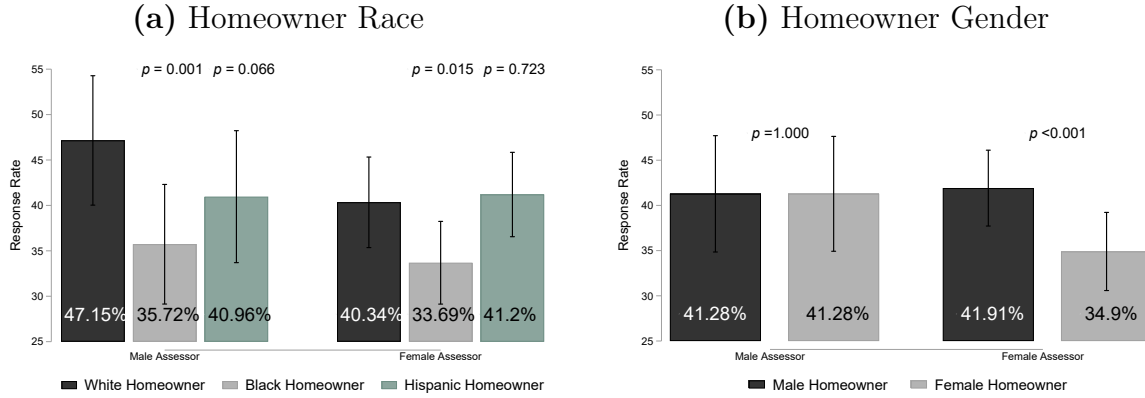 (a) Homeowner Race
55
50
45
40
35
30
25
Response Rate
p = 0.001 p = 0.066 p = 0.015 p = 0.723
47.15% 35.72% 40.96% 40.34% 33.69% 41.2%
Male Assessor Female Assessor
White Homeowner Black Homeowner Hispanic Homeowner
(b) Homeowner Gender
55
50
45
40
35
30
25
Response Rate
p =1.000 p <0.001
41.28% 41.28% 41.91% 34.9%
Male Assessor Female Assessor
Male Homeowner Female Homeowner